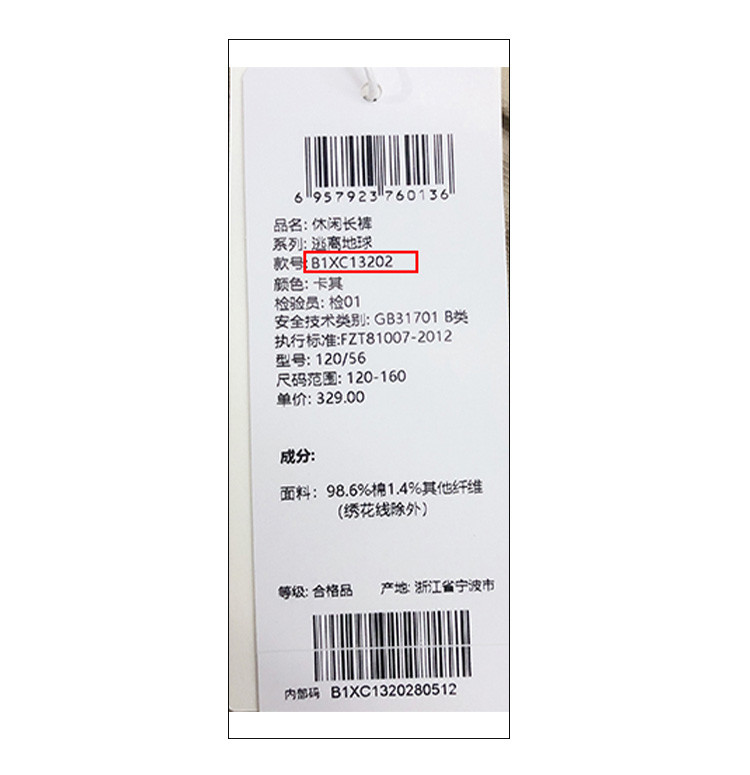 6 957923 760136
品名: 休闲长裤
系列: 逃离地球
款号: B1XC13202
颜色: 卡其
检验员: 检01
安全技术类别: GB31701 B类
执行标准:FZT81007-2012
型号: 120/56
尺码范围: 120-160
单价: 329.00
成分:
面料: 98.6%棉1.4%其他纤维
(绣花线除外)
等级: 合格品 产地: 浙江省宁波市
内部码 B1XC1320280512